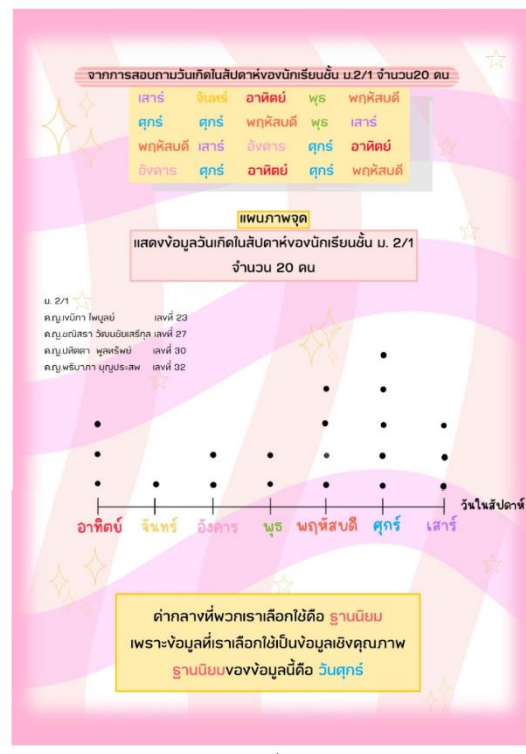 จากการสอบถามวันเกิดในสัปดาห์ของนักเรียนชั้น ม.2/1 จำนวน20 คน
เสาร์ จันทร์ อาทิตย์ พุธ พฤหัสบดี
ศุกร์ ศุกร์ พฤหัสบดี พุธ เสาร์
พฤหัสบดี เสาร์ อังคาร ศุกร์ อาทิตย์
อังคาร ศุกร์ อาทิตย์ ศุกร์ พฤหัสบดี
แผนภาพจุด
แสดงข้อมูลวันเกิดในสัปดาห์ของนักเรียนชั้น ม. 2/1
จำนวน 20 คน
ม. 2/1
ด.ญ.เขมิกา ไพบูลย์ เลขที่ 23
ด.ญ.ชณิสรา วัฒนชัยเสรีกุล เลขที่ 27
ด.ญ.ปทิตตา พูลทรัพย์ เลขที่ 30
ด.ญ.พริมาภา บุญประสพ เลขที่ 32
วันในสัปดาห์
อาทิตย์ จันทร์ อังคาร พุธ พฤหัสบดี ศุกร์ เสาร์
ค่ากลางที่พวกเราเลือกใช้คือ ฐานนิยม
เพราะข้อมูลที่เราเลือกใช้เป็นข้อมูลเชิงคุณภาพ
ฐานนิยมของข้อมูลนี้คือ วันศุกร์